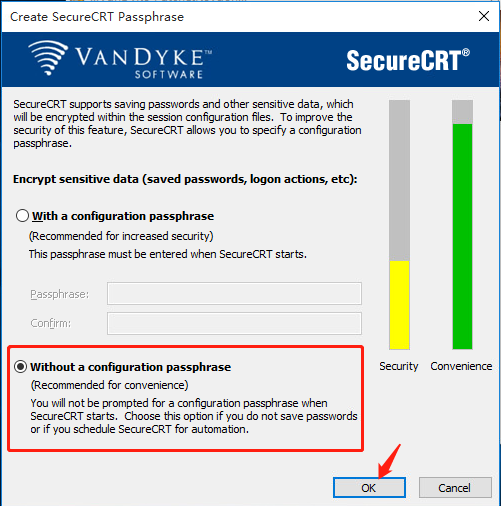 Create SecureCRT Passphrase
VANDYKE
SOFTWARE
SecureCRT®
SecureCRT supports saving passwords and other sensitive data, which
will be encrypted within the session configuration files. To improve the
security of this feature, SecureCRT allows you to specify a configuration
passphrase.
Encrypt sensitive data (saved passwords, logon actions, etc):
With a configuration passphrase
(Recommended for increased security)
This passphrase must be entered when SecureCRT starts.
Passphrase:
Confirm:
Without a configuration passphrase
(Recommended for convenience)
You will not be prompted for a configuration passphrase when
SecureCRT starts. Choose this option if you do not save passwords
or if you schedule SecureCRT for automation.
Security
Convenience
OK
Cancel